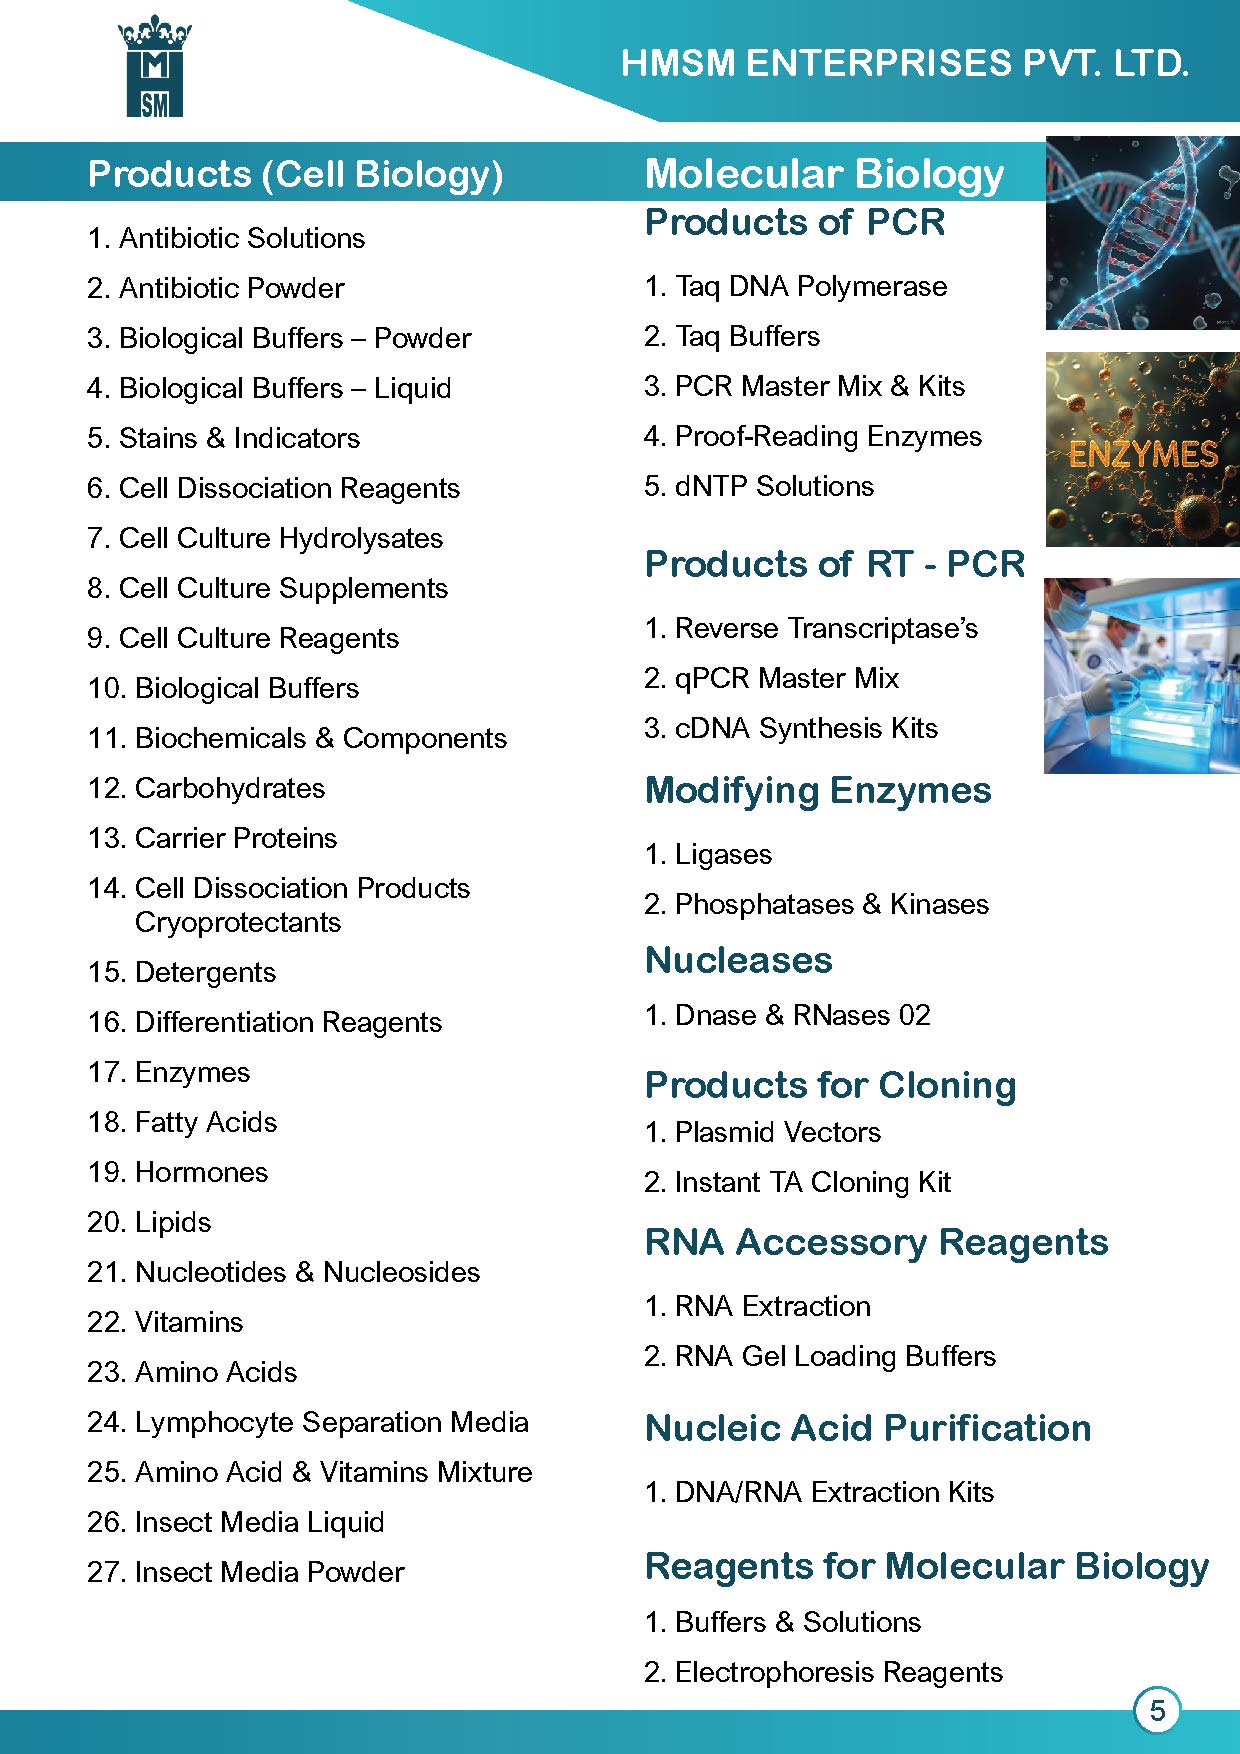 M
SM
HMSM ENTERPRISES PVT. LTD.
Products (Cell Biology)
1. Antibiotic Solutions
2. Antibiotic Powder
3. Biological Buffers – Powder
4. Biological Buffers – Liquid
5. Stains & Indicators
6. Cell Dissociation Reagents
7. Cell Culture Hydrolysates
8. Cell Culture Supplements
9. Cell Culture Reagents
10. Biological Buffers
11. Biochemicals & Components
12. Carbohydrates
13. Carrier Proteins
14. Cell Dissociation Products
Cryoprotectants
15. Detergents
16. Differentiation Reagents
17. Enzymes
18. Fatty Acids
19. Hormones
20. Lipids
21. Nucleotides & Nucleosides
22. Vitamins
23. Amino Acids
24. Lymphocyte Separation Media
25. Amino Acid & Vitamins Mixture
26. Insect Media Liquid
27. Insect Media Powder
Molecular Biology
Products of PCR
1. Taq DNA Polymerase
2. Taq Buffers
3. PCR Master Mix & Kits
4. Proof-Reading Enzymes
5. dNTP Solutions
Products of RT - PCR
1. Reverse Transcriptase’s
2. qPCR Master Mix
3. cDNA Synthesis Kits
Modifying Enzymes
1. Ligases
2. Phosphatases & Kinases
Nucleases
1. Dnase & RNases 02
Products for Cloning
1. Plasmid Vectors
2. Instant TA Cloning Kit
RNA Accessory Reagents
1. RNA Extraction
2. RNA Gel Loading Buffers
Nucleic Acid Purification
1. DNA/RNA Extraction Kits
Reagents for Molecular Biology
1. Buffers & Solutions
2. Electrophoresis Reagents
ENZYMES
5